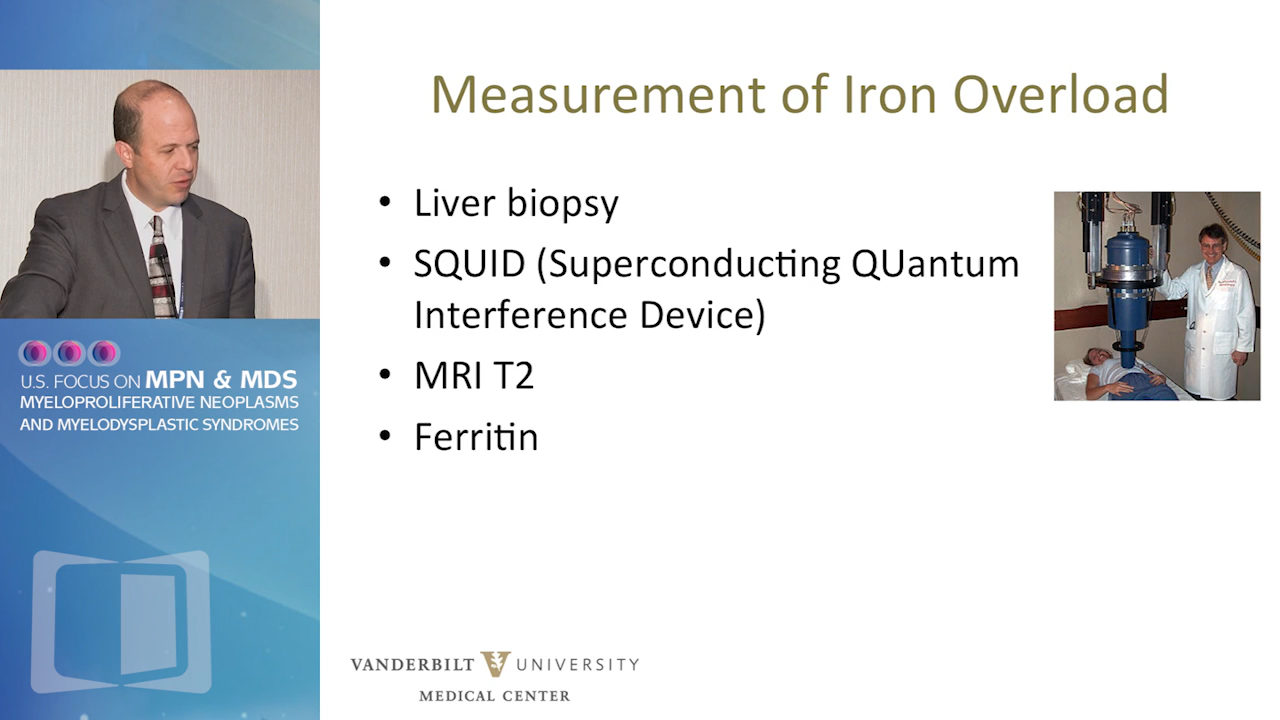 Measurement of Iron Overload
• Liver biopsy
• SQUID (Superconducting QUantum
Interference Device)
• MRI T2
• Ferritin
U.S. FOCUS ON MPN & MDS
MYELOPROLIFERATIVE NEOPLASMS
AND MYELODYSPLASTIC SYNDROMES
VANDERBILT UNIVERSITY
MEDICAL CENTER